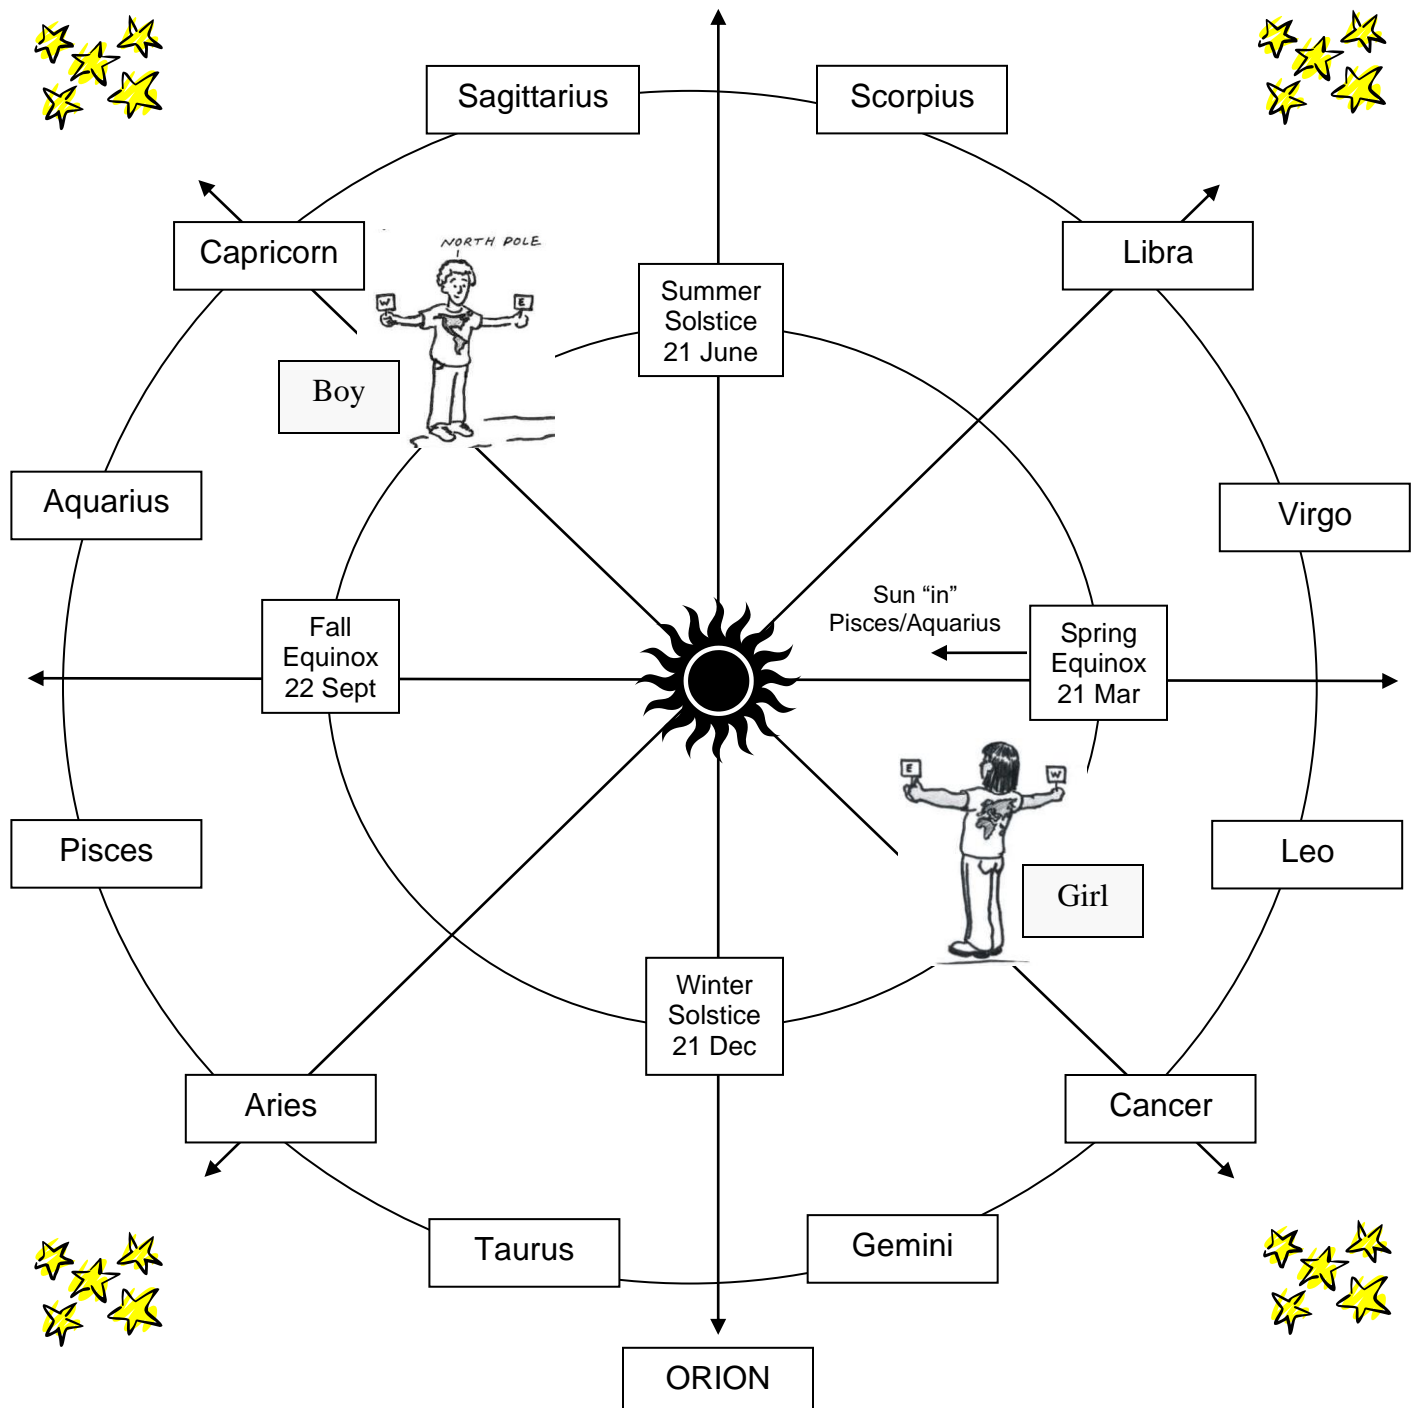 Sagittarius
Scorpius
Capricorn
NORTH POLE
Libra
W
E
Summer
Solstice
21 June
Boy
Aquarius
Virgo
Sun “in”
Pisces/Aquarius
Fall
Equinox
22 Sept
Spring
Equinox
21 Mar
E
W
Pisces
Leo
Girl
Winter
Solstice
21 Dec
Aries
Cancer
Taurus
Gemini
ORION